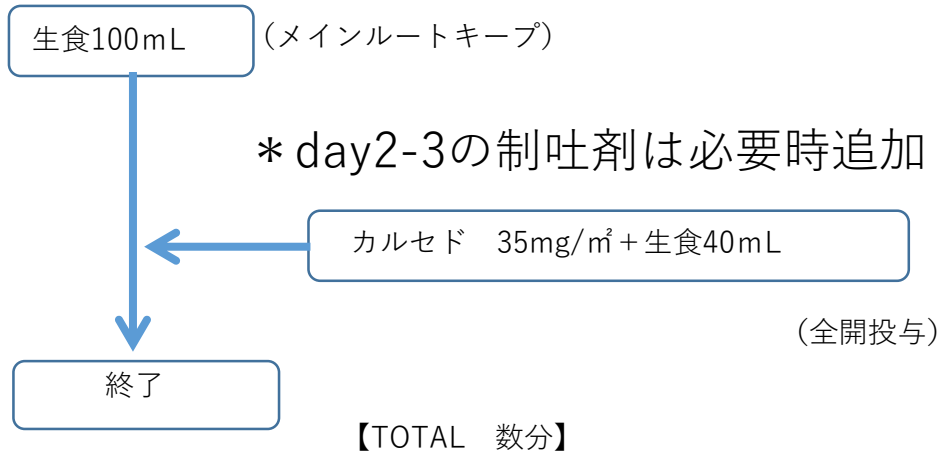 生食100mL
(メインルートキープ)
＊day2-3の制吐剤は必要時追加
カルセド　35mg/㎡＋生食40mL
(全開投与)
終了
【TOTAL　数分】